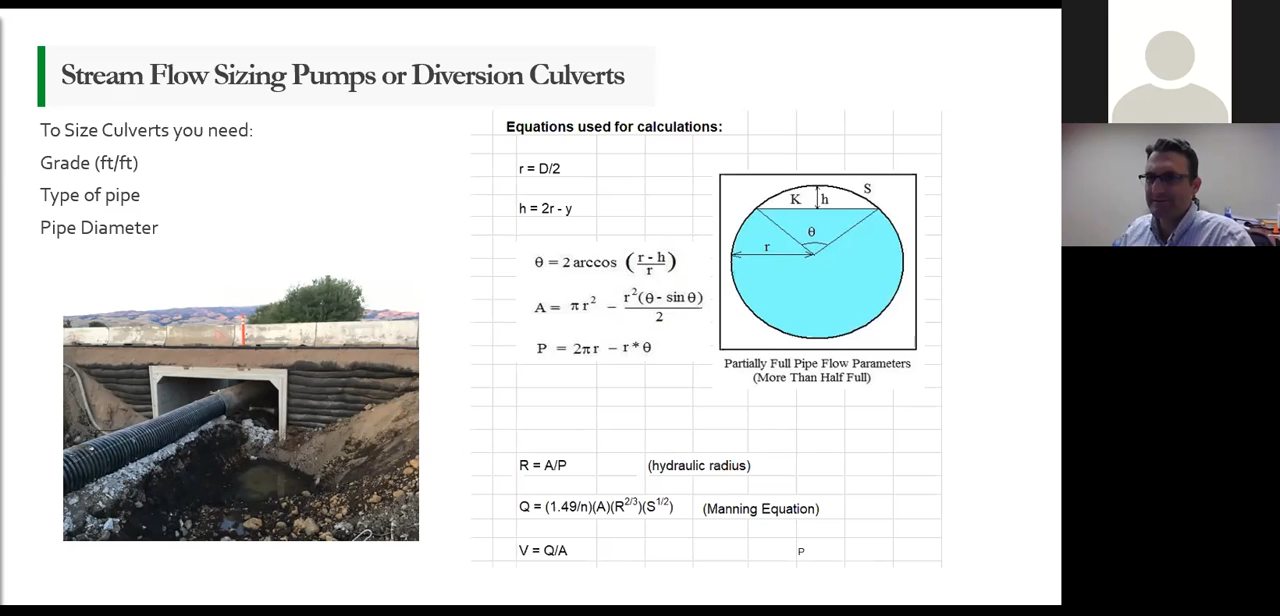 Stream Flow Sizing Pumps or Diversion Culverts
To Size Culverts you need:
Grade (ft/ft)
Type of pipe
Pipe Diameter
Equations used for calculations:
r = D/2
h = 2r - y
θ = 2 arccos ( (r - h)/r )
A = πr² − r²(θ - sin θ)/2
P = 2πr − r*θ
K
h
S
θ
r
Partially Full Pipe Flow Parameters
(More Than Half Full)
R = A/P (hydraulic radius)
Q = (1.49/n)(A)(R^2/3)(S^1/2) (Manning Equation)
V = Q/A
P